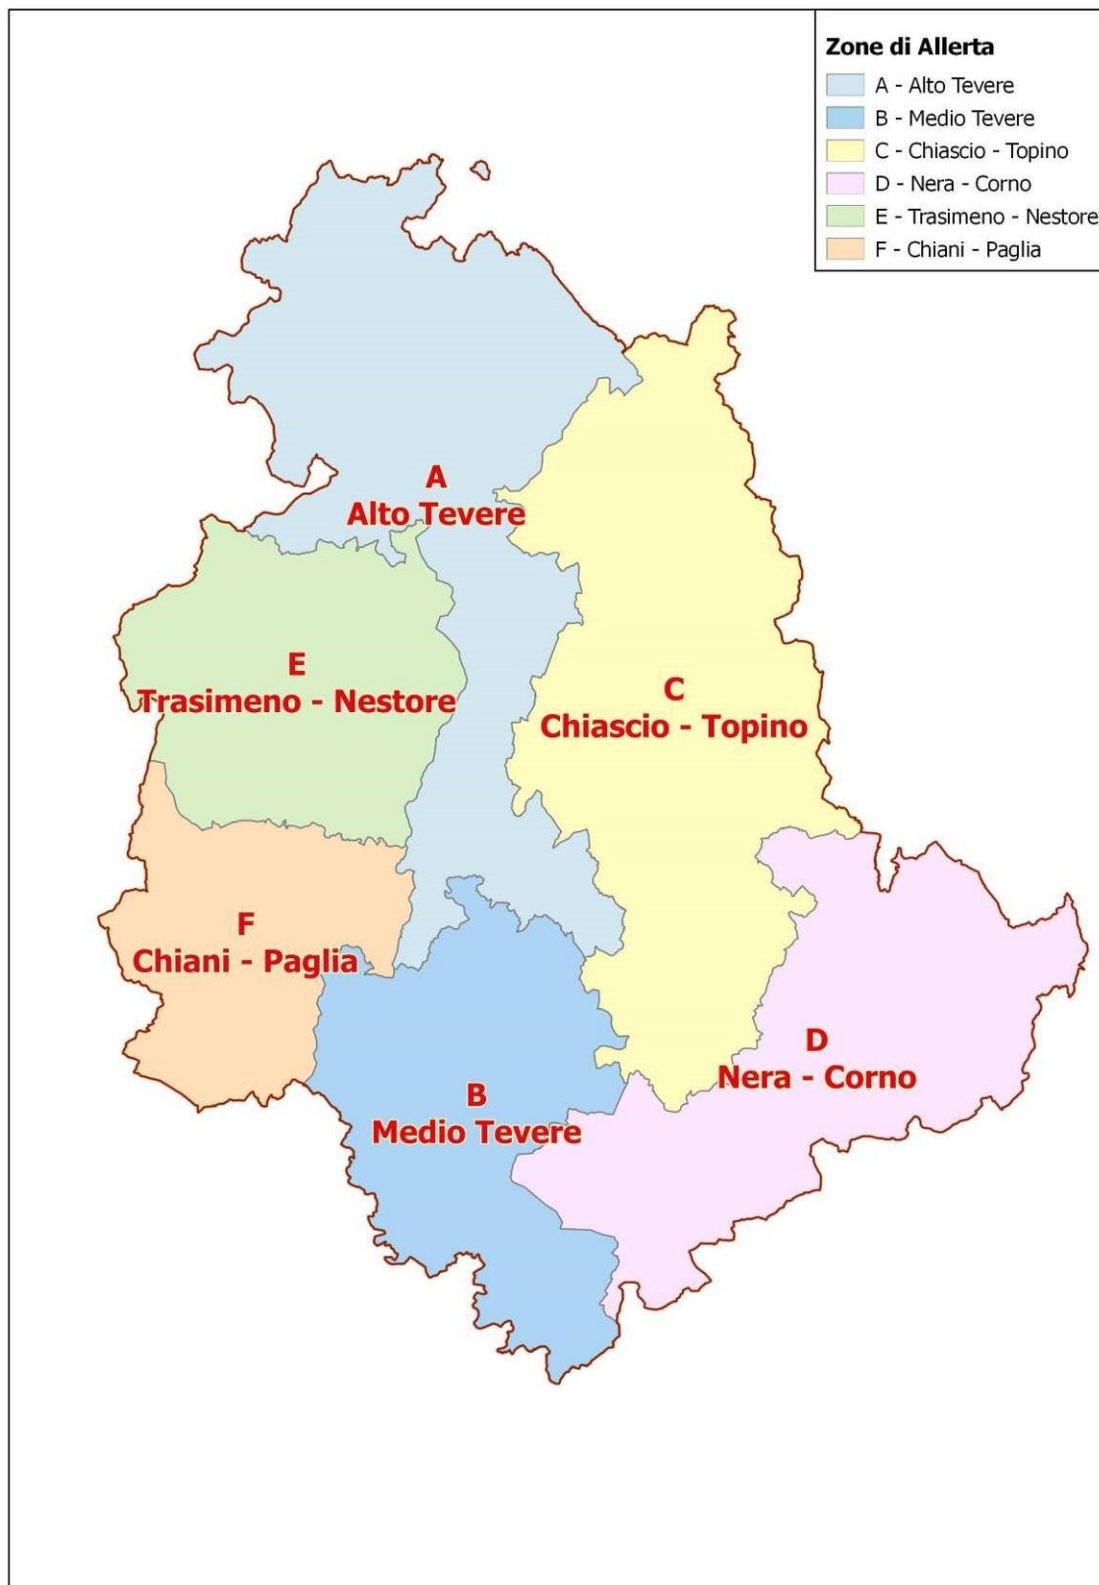 Zone di Allerta
A - Alto Tevere
B - Medio Tevere
C - Chiascio - Topino
D - Nera - Corno
E - Trasimeno - Nestore
F - Chiani - Paglia
A
Alto Tevere
E
Trasimeno - Nestore
C
Chiascio - Topino
F
Chiani - Paglia
D
Nera - Corno
B
Medio Tevere